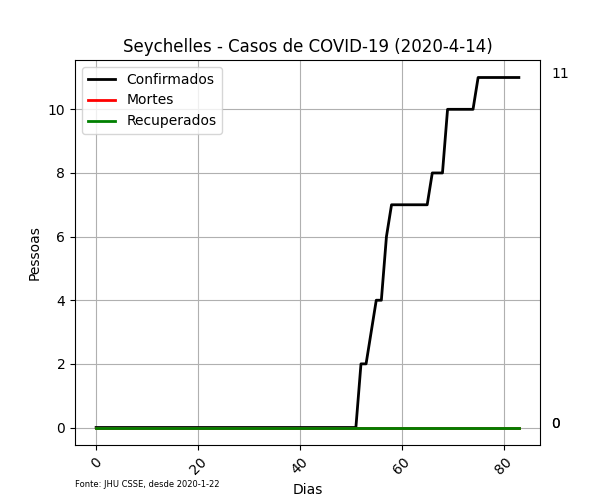 Seychelles - Casos de COVID-19 (2020-4-14)
Confirmados
Mortes
Recuperados
11
10
8
6
4
2
0
0
Pessoas
0
20
40
60
80
Dias
Fonte: JHU CSSE, desde 2020-1-22